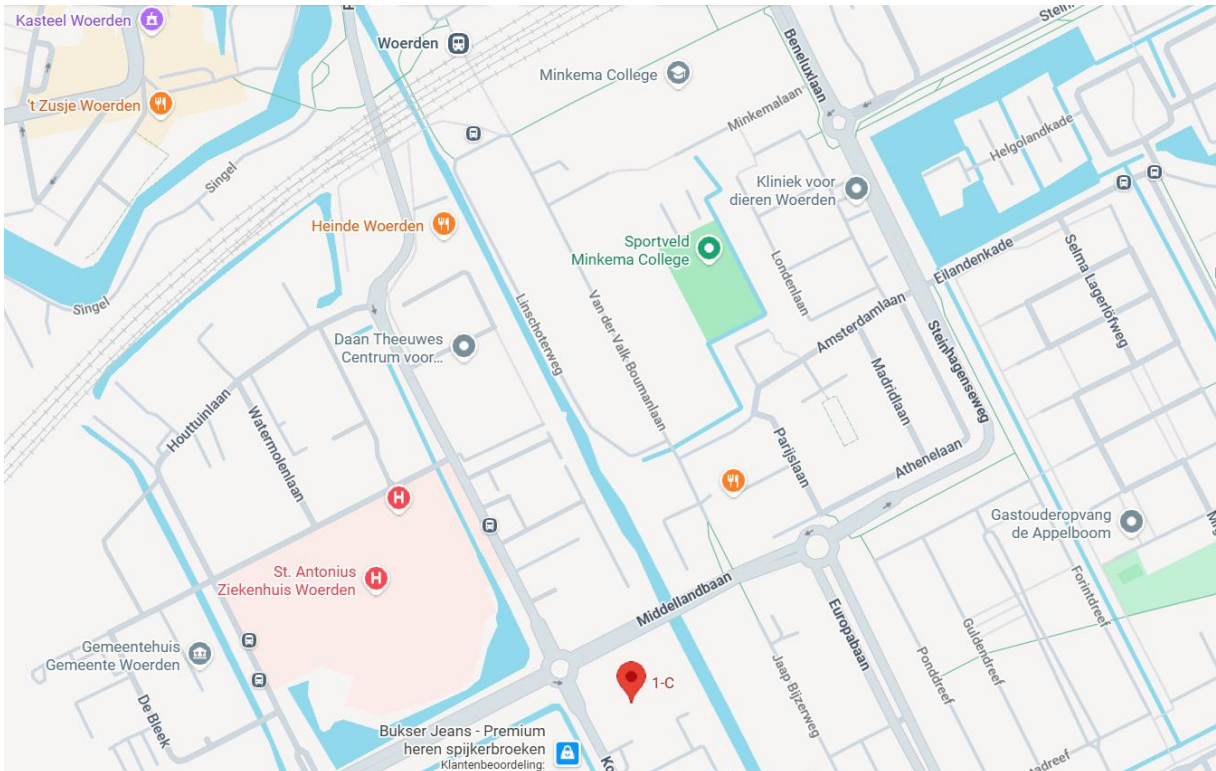 Kasteel Woerden
't Zusje Woerden
Woerden
Minkema College
Beneluxlaan
Minkemalaan
Helgolandkade
Singel
Kliniek voor
dieren Woerden
Heinde Woerden
Sportveld
Minkema College
Londenlaan
Eilandenkade
Selma Lagerlöfweg
Singel
Linschoterweg
Van der Valk Boumanlaan
Amsterdamlaan
Steinhagenseweg
Daan Theeuwes
Centrum voor...
Houttuinlaan
Watermolenlaan
Madridlaan
Parijslaan
Athenelaan
Gastouderopvang
de Appelboom
St. Antonius
Ziekenhuis Woerden
Middellandbaan
Europabaan
Forintdreef
Guldendreef
Ponddreef
Gemeentehuis
Gemeente Woerden
De Bleek
1-C
Jaap Bijzerweg
Bukser Jeans - Premium
heren spijkerbroeken
Klantenbeoordeling: